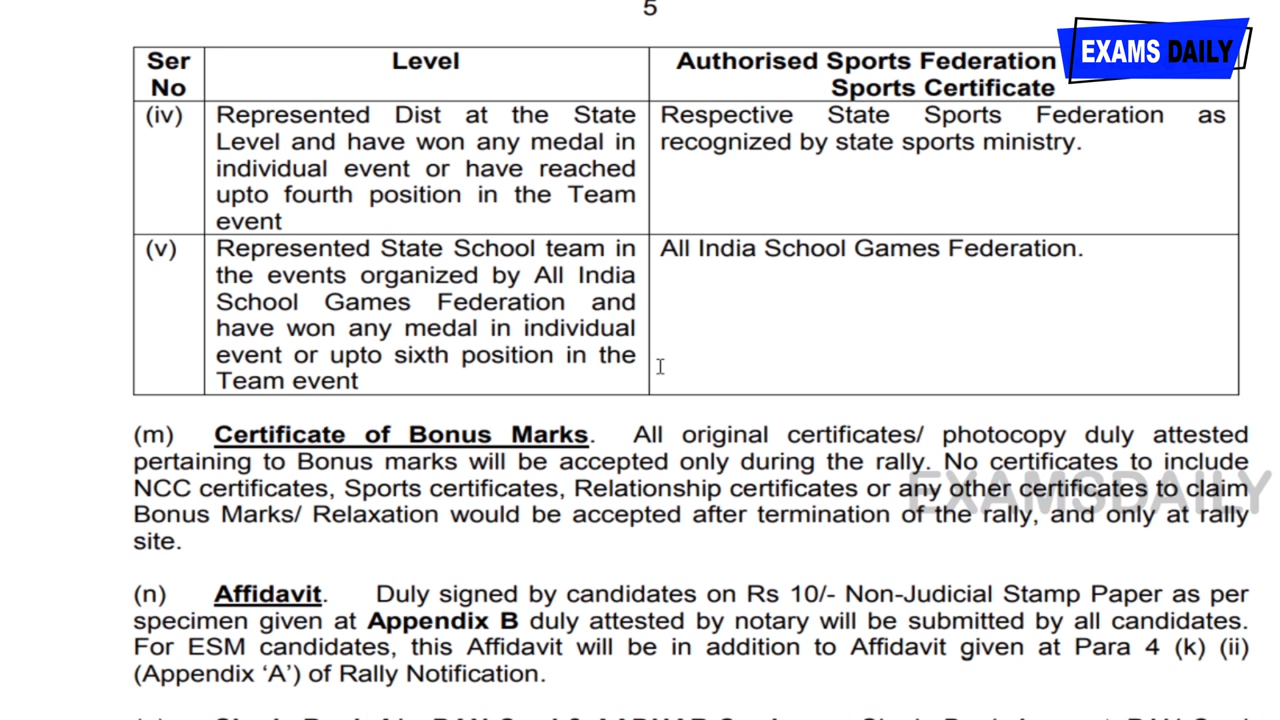 5
EXAMS DAILY
Ser No
Level
Authorised Sports Federation
Sports Certificate
(iv)
Represented Dist at the State
Level and have won any medal in
individual event or have reached
upto fourth position in the Team
event
Respective State Sports Federation as
recognized by state sports ministry.
(v)
Represented State School team in
the events organized by All India
School Games Federation and
have won any medal in individual
event or upto sixth position in the
Team event
All India School Games Federation.
(m) Certificate of Bonus Marks. All original certificates/ photocopy duly attested
pertaining to Bonus marks will be accepted only during the rally. No certificates to include
NCC certificates, Sports certificates, Relationship certificates or any other certificates to claim
Bonus Marks/ Relaxation would be accepted after termination of the rally, and only at rally
site.
EXAMSDAILY
(n) Affidavit. Duly signed by candidates on Rs 10/- Non-Judicial Stamp Paper as per
specimen given at Appendix B duly attested by notary will be submitted by all candidates.
For ESM candidates, this Affidavit will be in addition to Affidavit given at Para 4 (k) (ii)
(Appendix ‘A’) of Rally Notification.